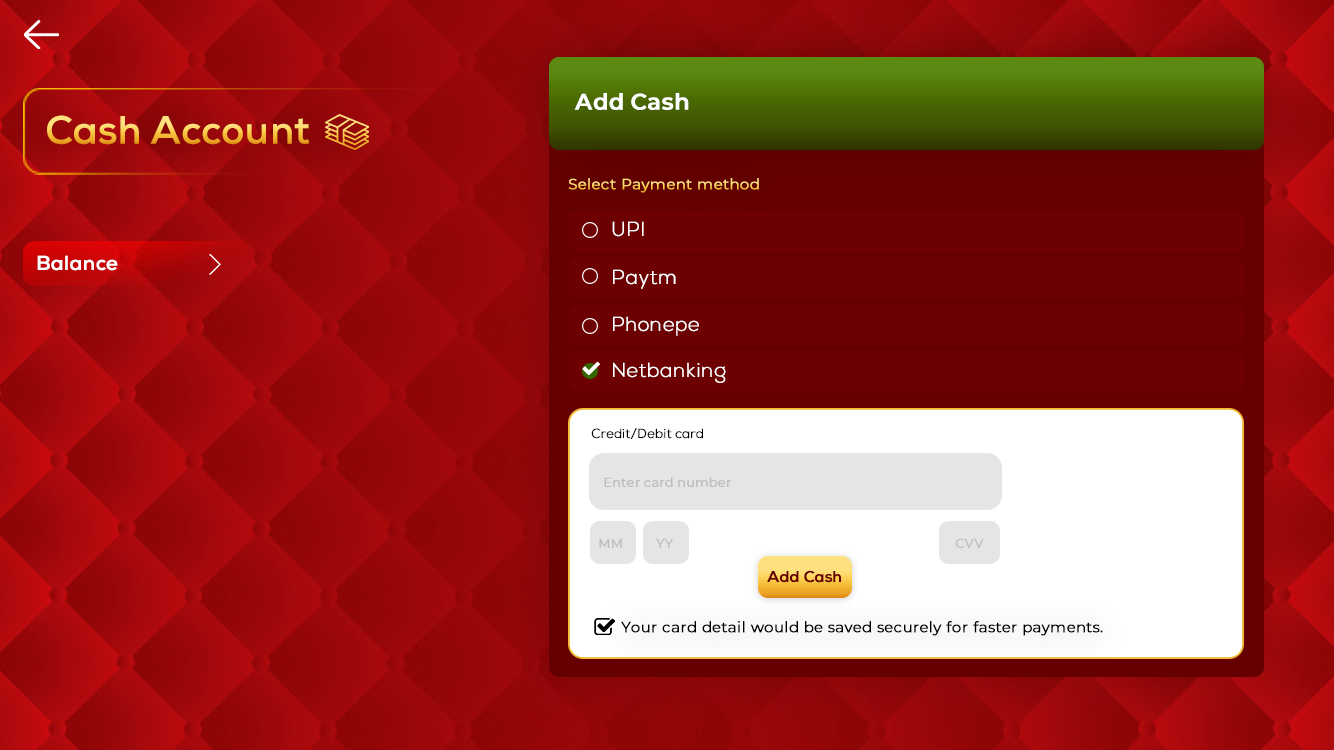 Cash Account
Balance
Add Cash
Select Payment method
UPI
Paytm
Phonepe
Netbanking
Credit/Debit card
Enter card number
MM YY CVV
Add Cash
Your card detail would be saved securely for faster payments.